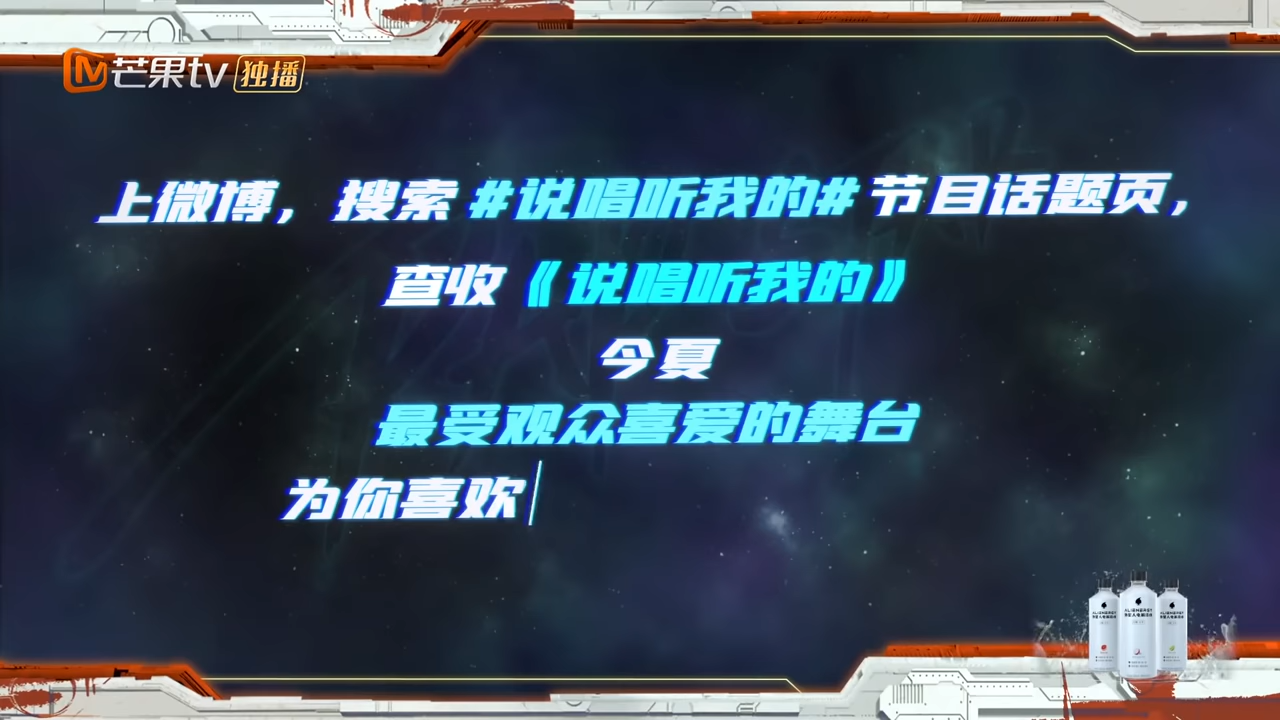 芒果tv 独播
上微博，搜索#说唱听我的#节目话题页，
查收《说唱听我的》
今夏
最受观众喜爱的舞台
为你喜欢
ALIENERGY